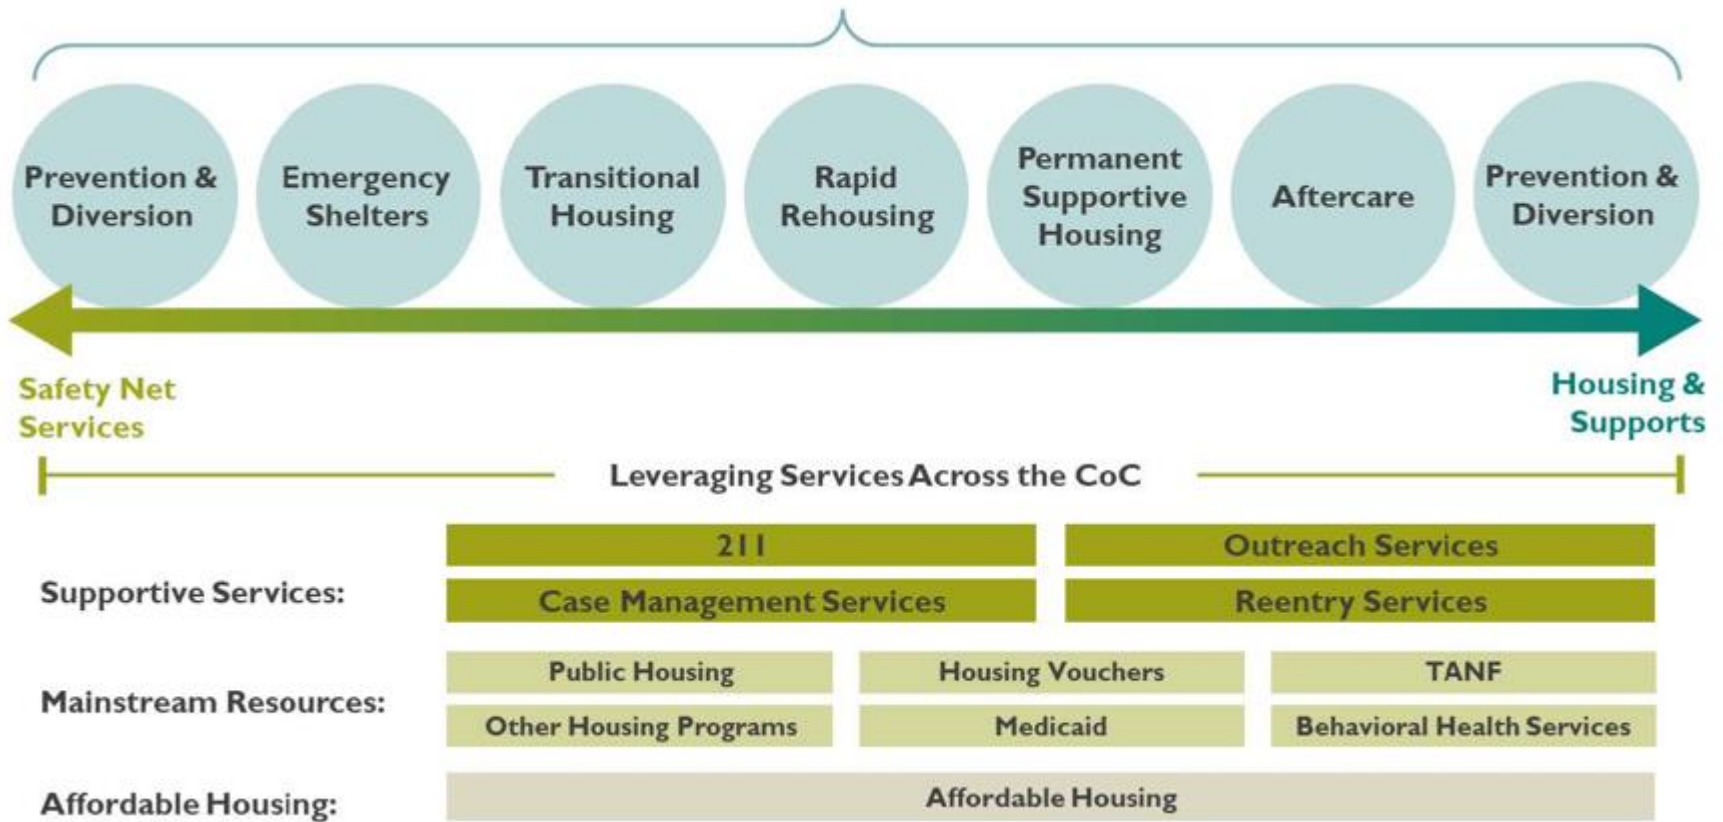 Prevention &
Diversion
Emergency
Shelters
Transitional
Housing
Rapid
Rehousing
Permanent
Supportive
Housing
Aftercare
Prevention &
Diversion
Safety Net
Services
Housing &
Supports
Leveraging Services Across the CoC
Supportive Services:
211
Outreach Services
Case Management Services
Reentry Services
Mainstream Resources:
Public Housing
Housing Vouchers
TANF
Other Housing Programs
Medicaid
Behavioral Health Services
Affordable Housing:
Affordable Housing